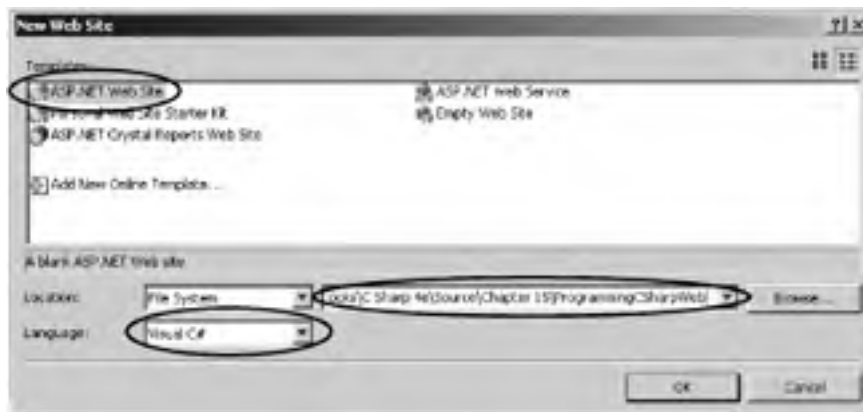 New Web Site
Templates:
ASP.NET Web Site
ASP.NET Web Service
Personal Web Site Starter Kit
Empty Web Site
ASP.NET Crystal Reports Web Site
Add New Online Template...
A blank ASP.NET Web site
Location:
File System
ooks\C Sharp 4e\Source\Chapter 15\ProgrammingCSharpWeb
Browse...
Language:
Visual C#
OK
Cancel